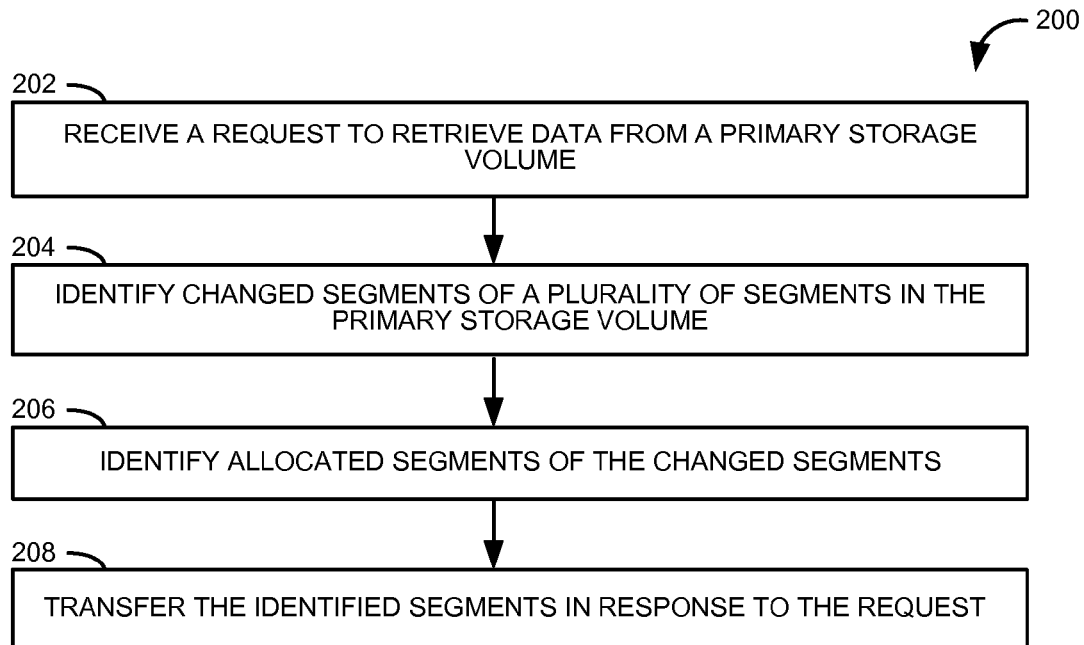 200
202
RECEIVE A REQUEST TO RETRIEVE DATA FROM A PRIMARY STORAGE
VOLUME
204
IDENTIFY CHANGED SEGMENTS OF A PLURALITY OF SEGMENTS IN THE
PRIMARY STORAGE VOLUME
206
IDENTIFY ALLOCATED SEGMENTS OF THE CHANGED SEGMENTS
208
TRANSFER THE IDENTIFIED SEGMENTS IN RESPONSE TO THE REQUEST